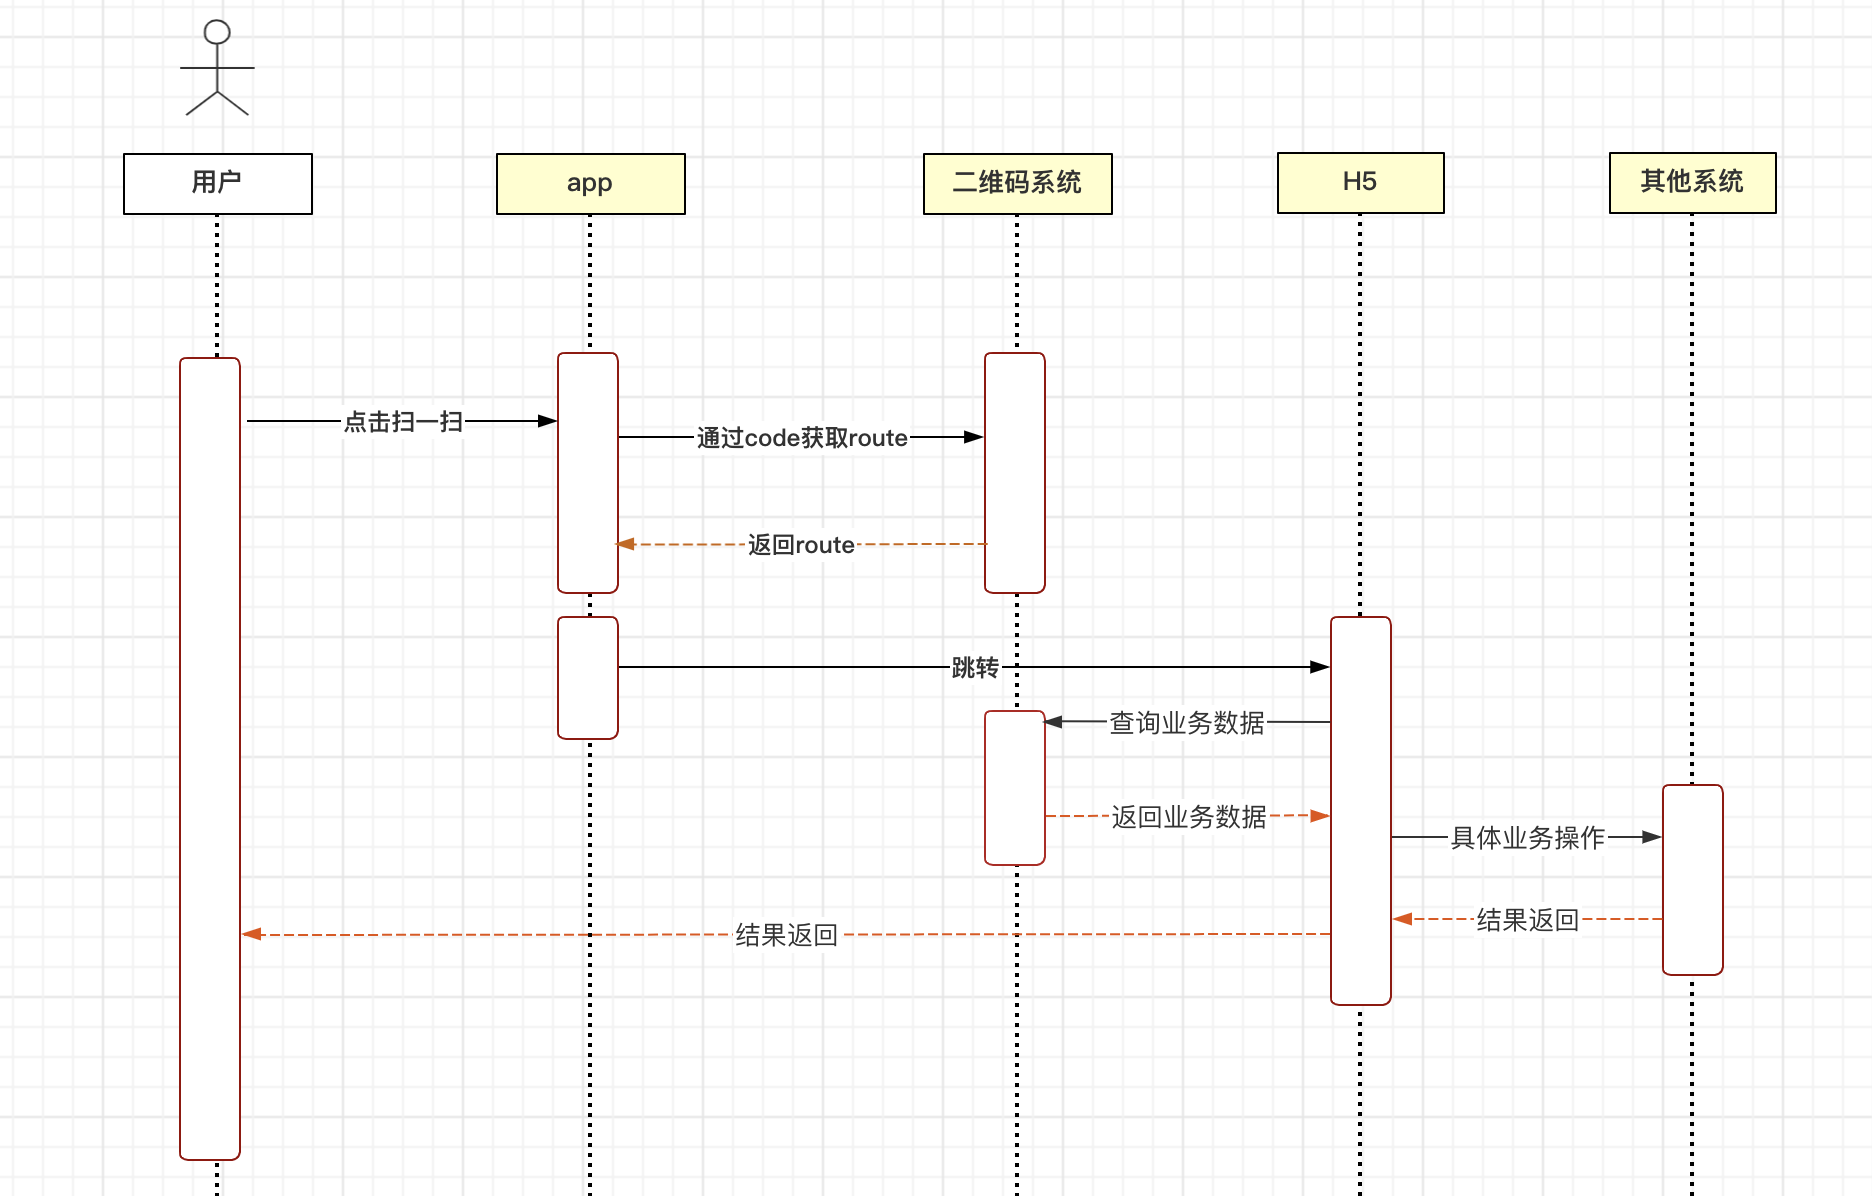 用户
app
二维码系统
H5
其他系统
点击扫一扫
通过code获取route
返回route
跳转
查询业务数据
返回业务数据
具体业务操作
结果返回
结果返回